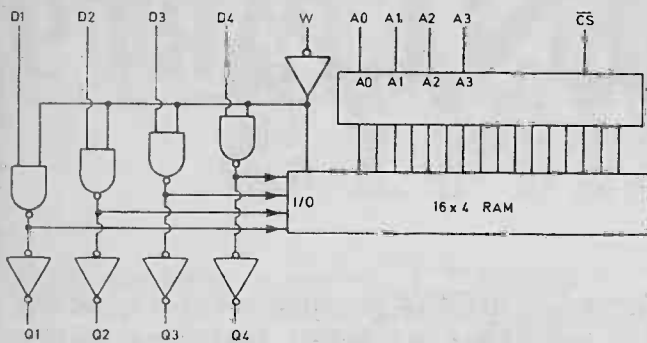 D1 D2 D3 D4 W A0 A1 A2 A3 CS
A0 A1 A2 A3
I/O 16 x 4 RAM
Q1 Q2 Q3 Q4